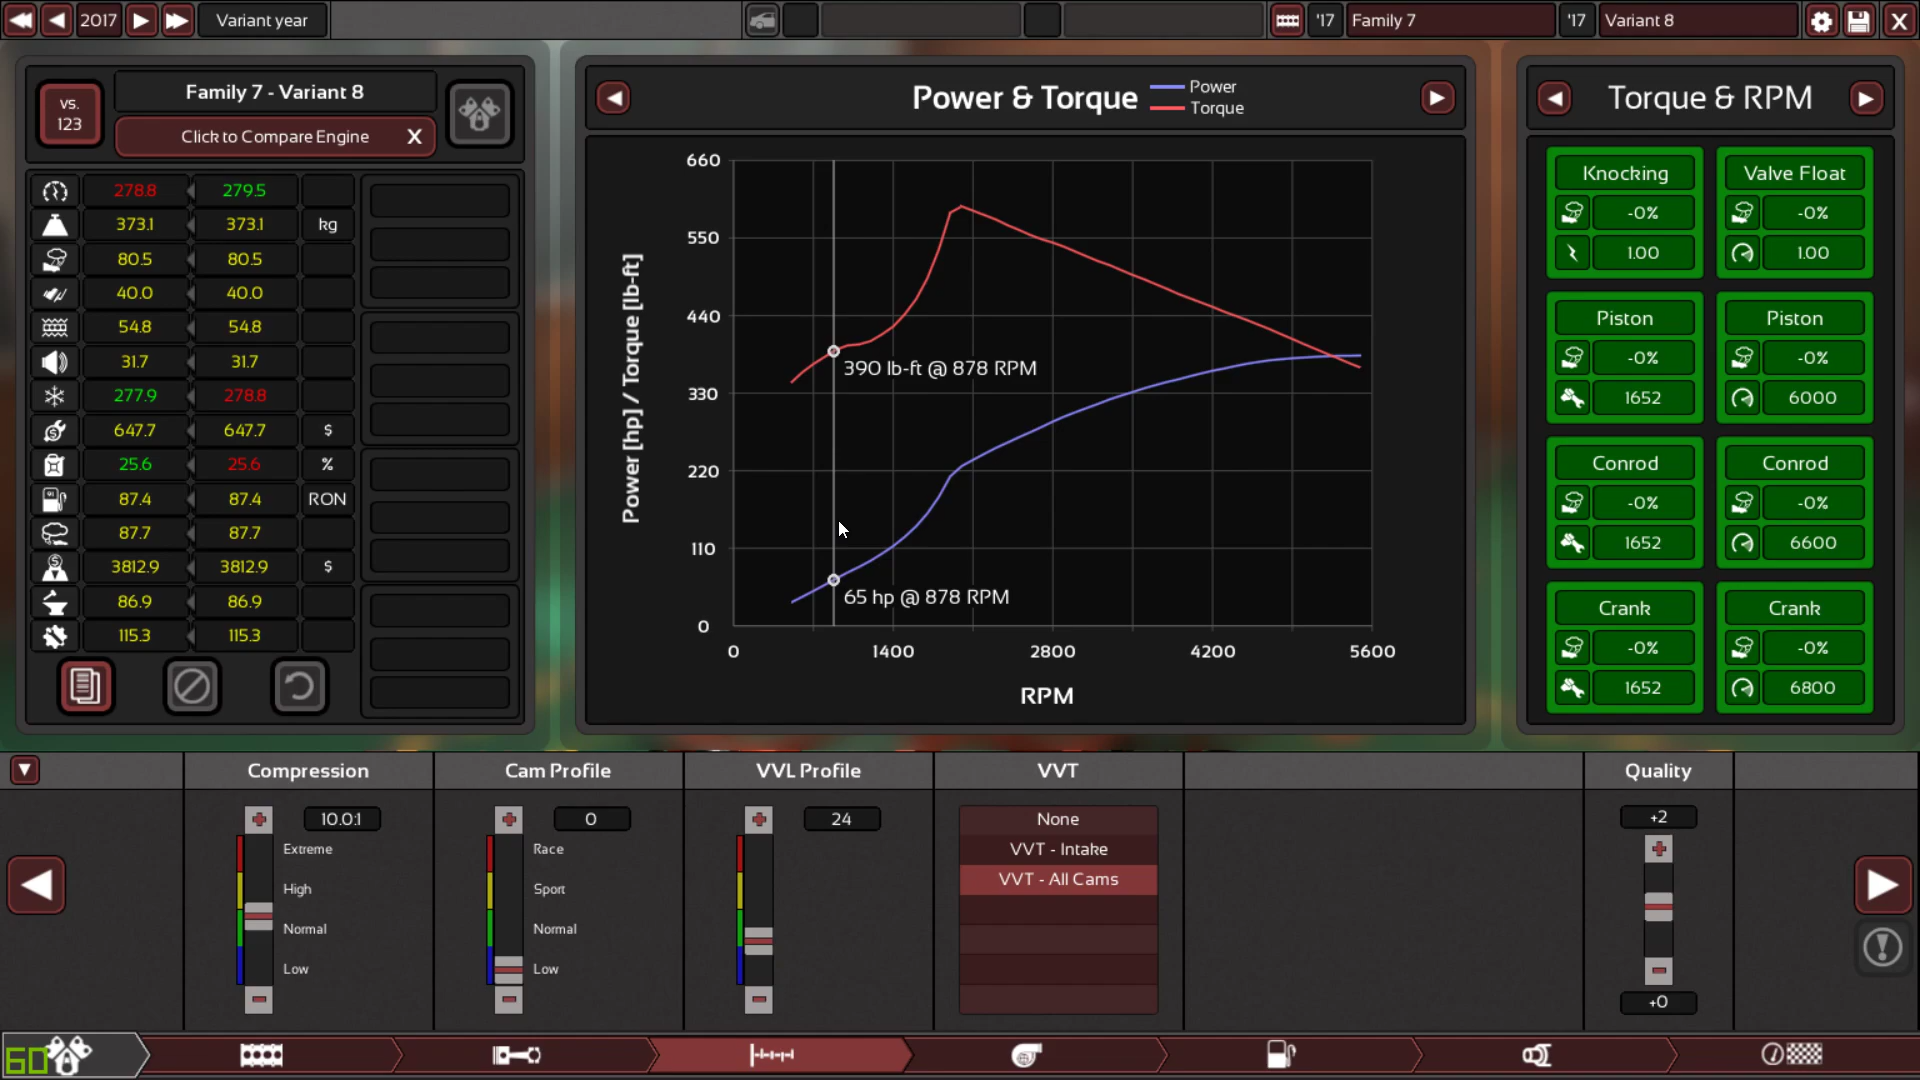 2017
Variant year
'17
Family 7
'17
Variant 8
X
vs.
123
Family 7 - Variant 8
Click to Compare Engine
X
278.8 279.5
373.1 373.1 kg
80.5 80.5
40.0 40.0
54.8 54.8
31.7 31.7
277.9 278.8
647.7 647.7 $
25.6 25.6 %
87.4 87.4 RON
87.7 87.7
3812.9 3812.9 $
86.9 86.9
115.3 115.3
Power & Torque
Power
Torque
Power [hp] / Torque [lb-ft]
660
550
440
330
220
110
0
390 lb-ft @ 878 RPM
65 hp @ 878 RPM
0 1400 2800 4200 5600
RPM
Torque & RPM
Knocking
-0%
1.00
Valve Float
-0%
1.00
Piston
-0%
1652
Piston
-0%
6000
Conrod
-0%
1652
Conrod
-0%
6600
Crank
-0%
1652
Crank
-0%
6800
Compression
10.0:1
Extreme
High
Normal
Low
Cam Profile
0
Race
Sport
Normal
Low
VVL Profile
24
VVT
None
VVT - Intake
VVT - All Cams
Quality
+2
+0
60